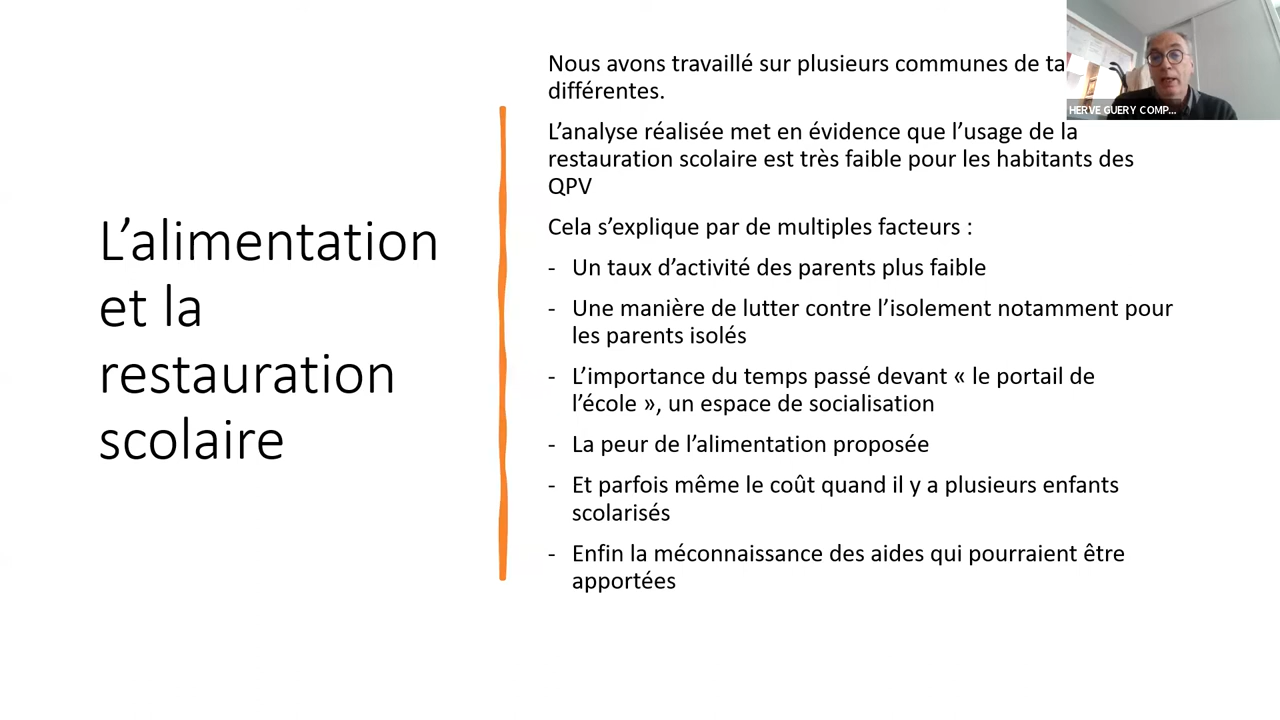 L’alimentation
et la
restauration
scolaire
Nous avons travaillé sur plusieurs communes de
différentes.
L’analyse réalisée met en évidence que l’usage de la
restauration scolaire est très faible pour les habitants des
QPV
Cela s’explique par de multiples facteurs :
- Un taux d’activité des parents plus faible
- Une manière de lutter contre l’isolement notamment pour
les parents isolés
- L’importance du temps passé devant « le portail de
l’école », un espace de socialisation
- La peur de l’alimentation proposée
- Et parfois même le coût quand il y a plusieurs enfants
scolarisés
- Enfin la méconnaissance des aides qui pourraient être
apportées
HERVE GUERY COMP...